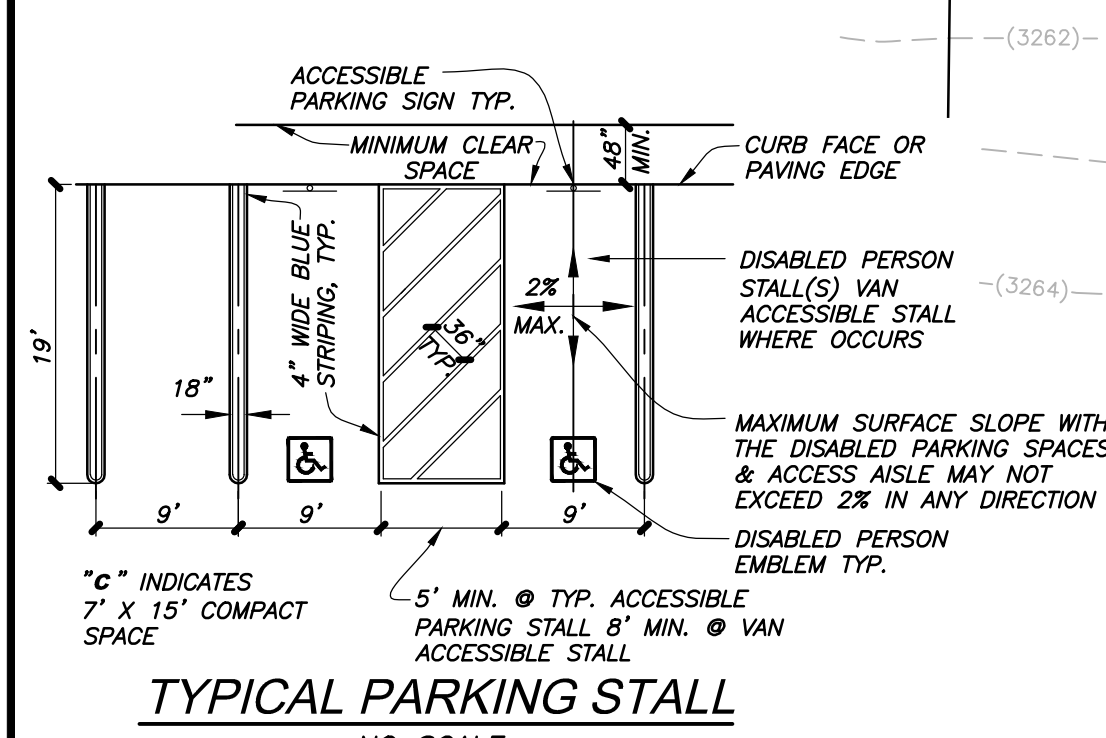 (3262)
ACCESSIBLE
PARKING SIGN TYP.
MINIMUM CLEAR
SPACE
48"
MIN.
CURB FACE OR
PAVING EDGE
19'
18"
4" WIDE BLUE
STRIPING, TYP.
36"
TYP.
2%
MAX.
DISABLED PERSON
STALL(S) VAN
ACCESSIBLE STALL
WHERE OCCURS
(3264)
MAXIMUM SURFACE SLOPE WITH
THE DISABLED PARKING SPACES
& ACCESS AISLE MAY NOT
EXCEED 2% IN ANY DIRECTION
9'
9'
9'
DISABLED PERSON
EMBLEM TYP.
"C" INDICATES
7' X 15' COMPACT
SPACE
5' MIN. @ TYP. ACCESSIBLE
PARKING STALL 8' MIN. @ VAN
ACCESSIBLE STALL
TYPICAL PARKING STALL
NO SCALE